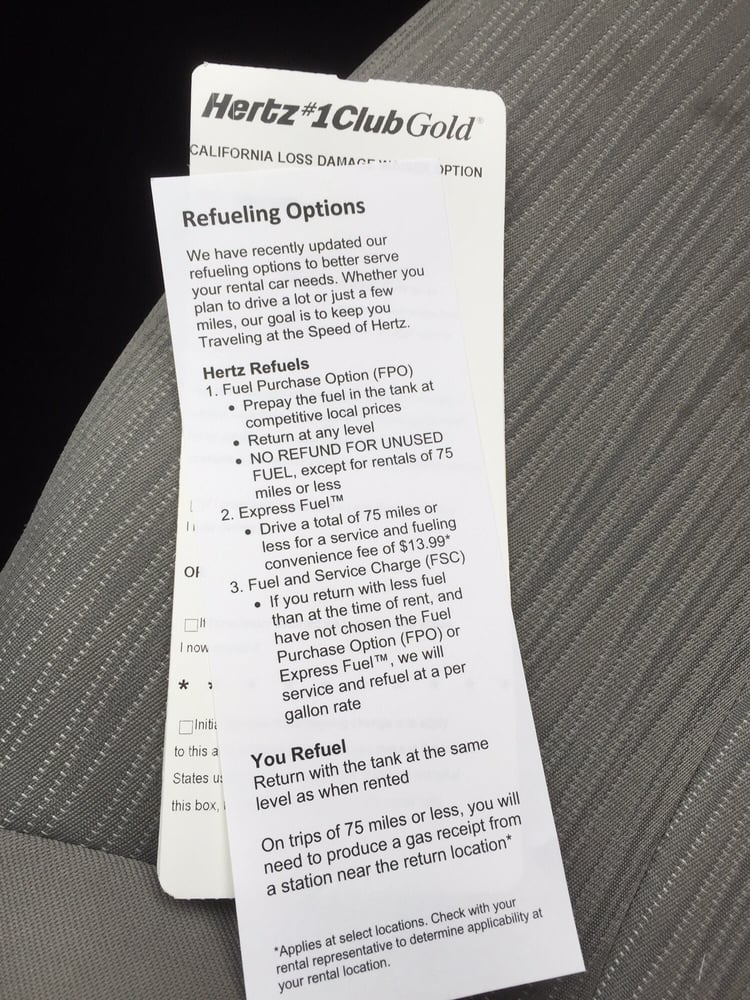 Hertz #1 Club Gold®
CALIFORNIA LOSS DAMAGE OPTION
Refueling Options
We have recently updated our
refueling options to better serve
your rental car needs. Whether you
plan to drive a lot or just a few
miles, our goal is to keep you
Traveling at the Speed of Hertz.
Hertz Refuels
1. Fuel Purchase Option (FPO)
• Prepay the fuel in the tank at
competitive local prices
• Return at any level
• NO REFUND FOR UNUSED
FUEL, except for rentals of 75
miles or less
2. Express Fuel™
• Drive a total of 75 miles or
less for a service and fueling
convenience fee of $13.99*
3. Fuel and Service Charge (FSC)
• If you return with less fuel
than at the time of rent, and
have not chosen the Fuel
Purchase Option (FPO) or
Express Fuel™, we will
service and refuel at a per
gallon rate
You Refuel
Return with the tank at the same
level as when rented
On trips of 75 miles or less, you will
need to produce a gas receipt from
a station near the return location*
*Applies at select locations. Check with your
rental representative to determine applicability at
your rental location.
I now
* *
to this a
States
this box,